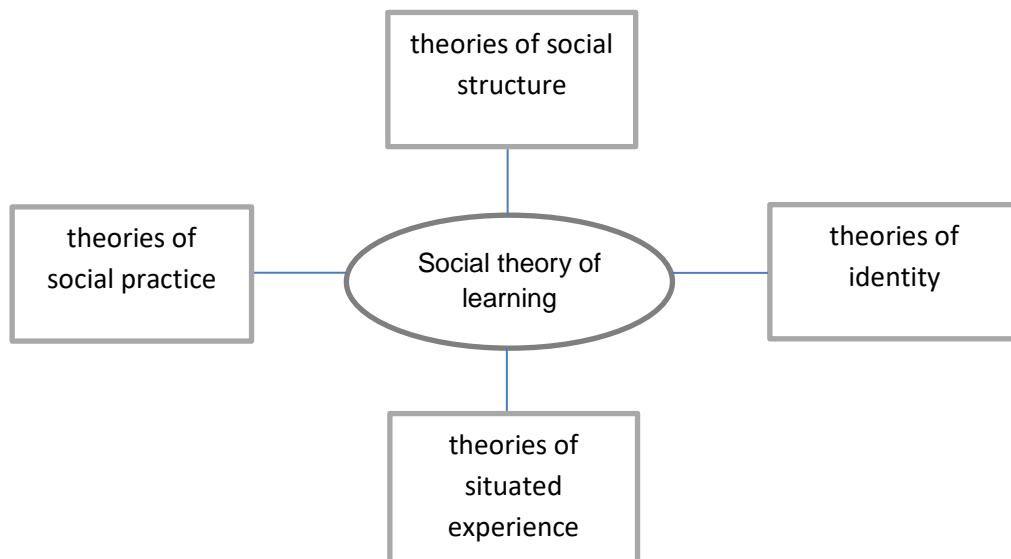 theories of social
structure
theories of
social practice
Social theory of
learning
theories of
identity
theories of
situated
experience